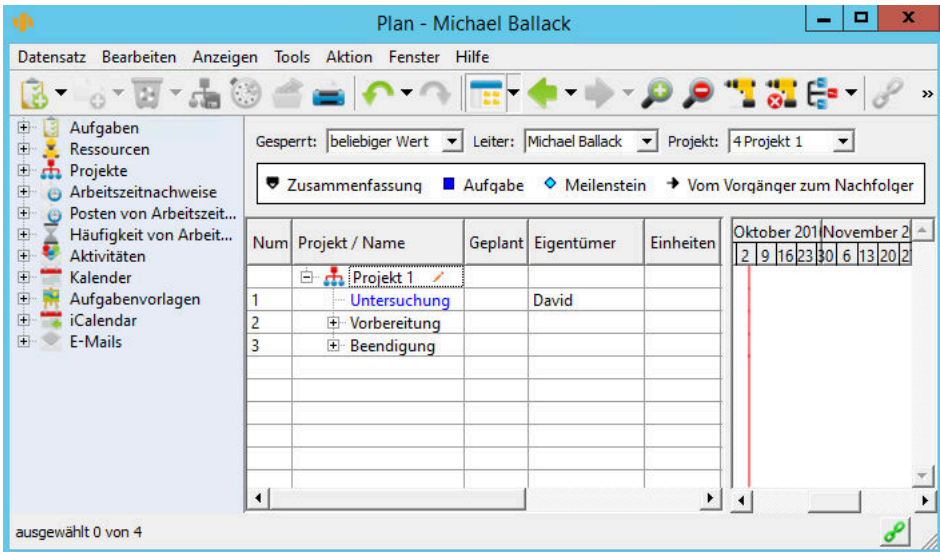 Plan - Michael Ballack
Datensatz Bearbeiten Anzeigen Tools Aktion Fenster Hilfe
»
Aufgaben
Ressourcen
Projekte
Arbeitszeitnachweise
Posten von Arbeitszeit...
Häufigkeit von Arbeit...
Aktivitäten
Kalender
Aufgabenvorlagen
iCalendar
E-Mails
Gesperrt: beliebiger Wert Leiter: Michael Ballack Projekt: 4 Projekt 1
Zusammenfassung Aufgabe Meilenstein Vom Vorgänger zum Nachfolger
Num Projekt / Name Geplant Eigentümer Einheiten
Oktober 201 November 2
2 9 16 23 30 6 13 20 2
Projekt 1
1 Untersuchung David
2 Vorbereitung
3 Beendigung
ausgewählt 0 von 4